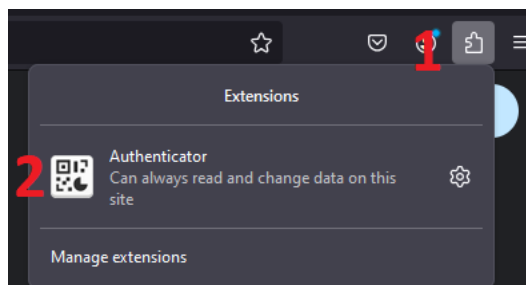 1
Extensions
2
Authenticator
Can always read and change data on this
site
Manage extensions